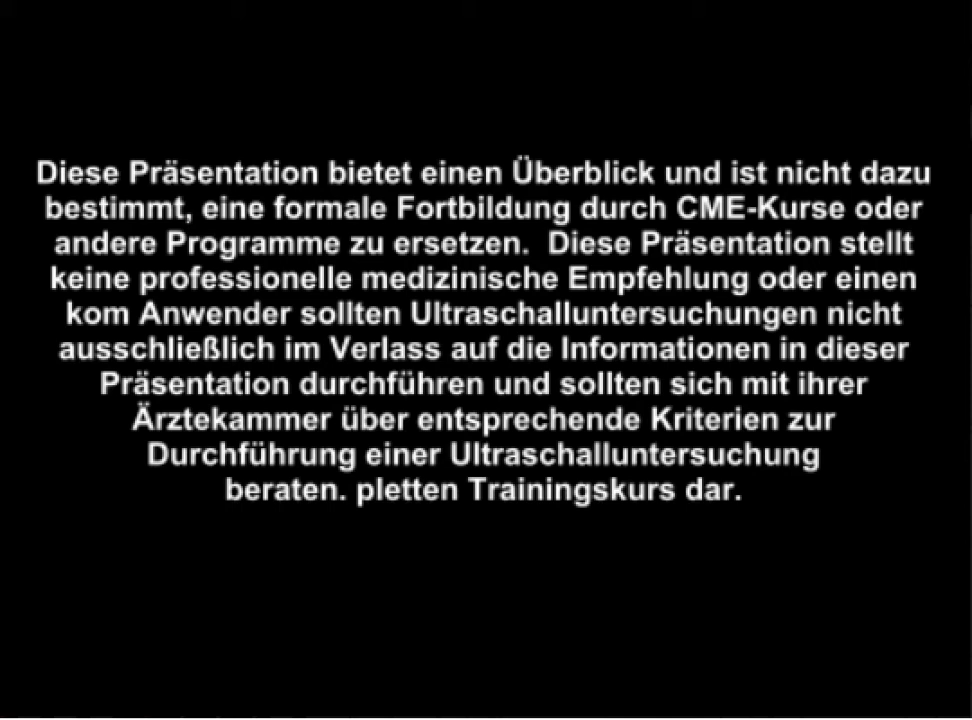 Diese Präsentation bietet einen Überblick und ist nicht dazu
bestimmt, eine formale Fortbildung durch CME-Kurse oder
andere Programme zu ersetzen.  Diese Präsentation stellt
keine professionelle medizinische Empfehlung oder einen
kom Anwender sollten Ultraschalluntersuchungen nicht
ausschließlich im Verlass auf die Informationen in dieser
Präsentation durchführen und sollten sich mit ihrer
Ärztekammer über entsprechende Kriterien zur
Durchführung einer Ultraschalluntersuchung
beraten. pletten Trainingskurs dar.